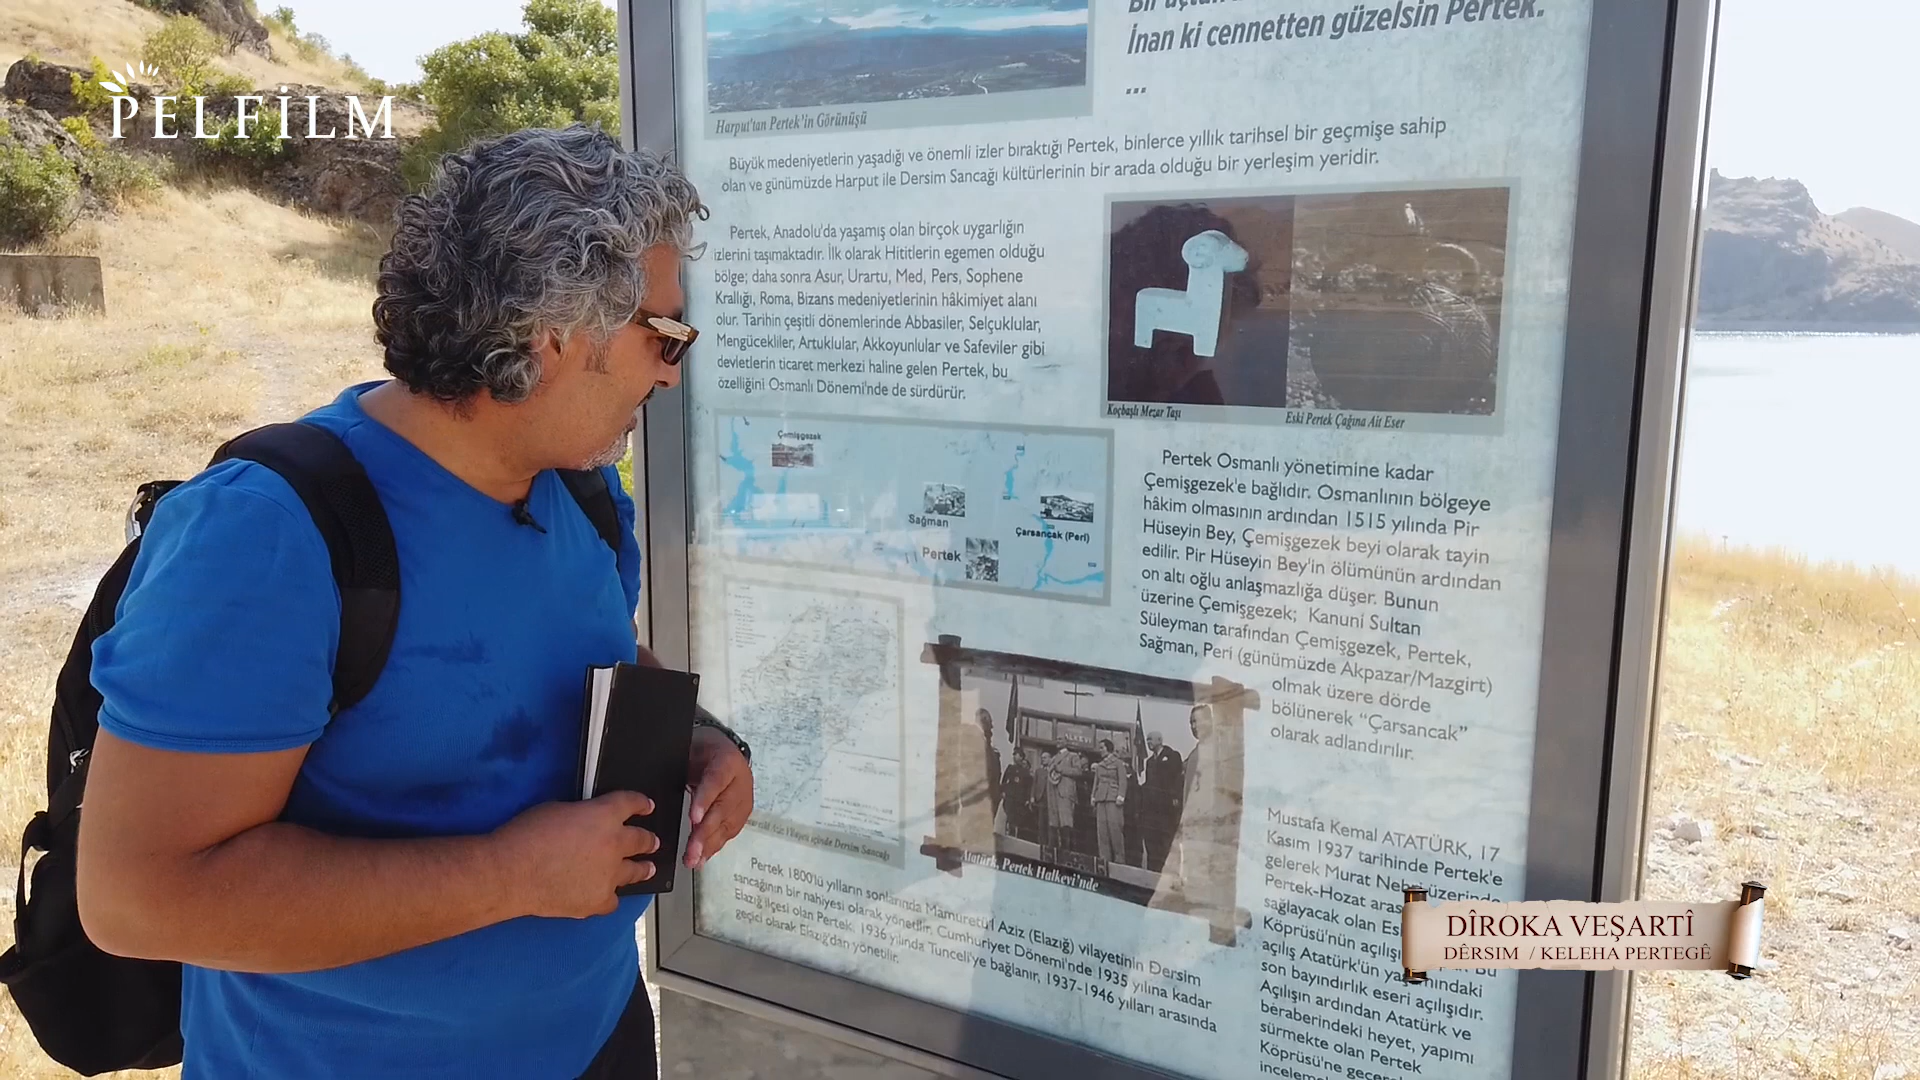 PELFİLM
İnan ki cennetten güzelsin Pertek.
...
Harput'tan Pertek'in Görünüşü
Büyük medeniyetlerin yaşadığı ve önemli izler bıraktığı Pertek, binlerce yıllık tarihsel bir geçmişe sahip
olan ve günümüzde Harput ile Dersim Sancağı kültürlerinin bir arada olduğu bir yerleşim yeridir.
Pertek, Anadolu'da yaşamış olan birçok uygarlığın
izlerini taşımaktadır. İlk olarak Hititlerin egemen olduğu
bölge; daha sonra Asur, Urartu, Med, Pers, Sophene
Krallığı, Roma, Bizans medeniyetlerinin hâkimiyet alanı
olur. Tarihin çeşitli dönemlerinde Abbasiler, Selçuklular,
Mengücekliler, Artuklular, Akkoyunlular ve Safeviler gibi
devletlerin ticaret merkezi haline gelen Pertek, bu
özelliğini Osmanlı Dönemi'nde de sürdürür.
Koçbaşlı Mezar Taşı
Eski Pertek Çağına Ait Eser
Çemişgezek
Sağman
Çarsancak (Peri)
Pertek
Pertek Osmanlı yönetimine kadar
Çemişgezek'e bağlıdır. Osmanlının bölgeye
hâkim olmasının ardından 1515 yılında Pir
Hüseyin Bey, Çemişgezek beyi olarak tayin
edilir. Pir Hüseyin Bey'in ölümünün ardından
on altı oğlu anlaşmazlığa düşer. Bunun
üzerine Çemişgezek; Kanuni Sultan
Süleyman tarafından Çemişgezek, Pertek,
Sağman, Peri (günümüzde Akpazar/Mazgirt)
olmak üzere dörde
bölünerek "Çarsancak"
olarak adlandırılır.
içinde Dersim Sancağı
Atatürk, Pertek Halkevi'nde
Pertek 1800'lü yılların sonlarında Mamuretü'l Aziz (Elazığ) vilayetinin Dersim
sancağının bir nahiyesi olarak yönetilir. Cumhuriyet Dönemi'nde 1935 yılına kadar
Elazığ ilçesi olan Pertek, 1936 yılında Tunceli'ye bağlanır, 1937-1946 yılları arasında
geçici olarak Elazığ'dan yönetilir.
Mustafa Kemal ATATÜRK, 17
Kasım 1937 tarihinde Pertek'e
gelerek Murat Nehri üzerinde
Pertek-Hozat
sağlayacak olan
Köprüsü'nün
açılış Atatürk'ün
son bayındırlık eseri açılışıdır.
Açılışın ardından Atatürk ve
beraberindeki heyet, yapımı
sürmekte olan Pertek
Köprüsü'ne
DÎROKA VEŞARTÎ
DÊRSIM / KELEHA PERTEGÊ